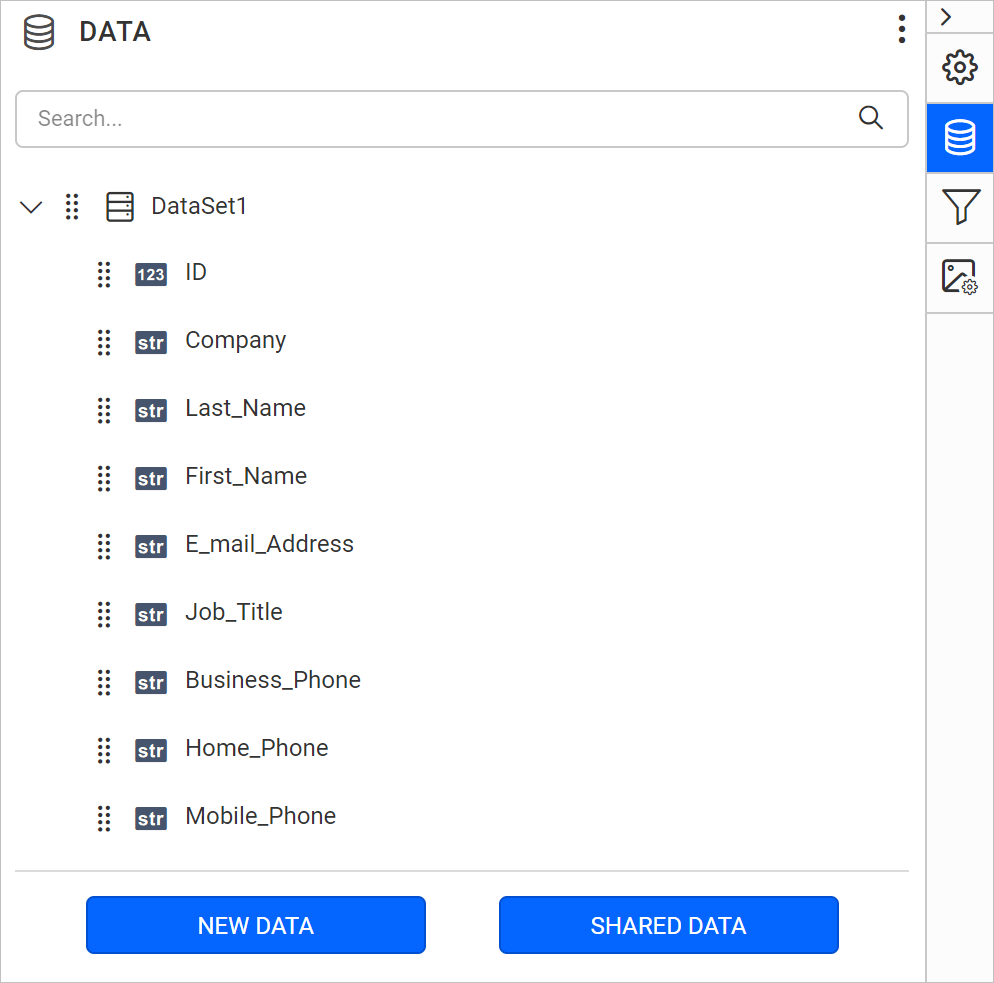 DATA
Search...
DataSet1
123 ID
str Company
str Last_Name
str First_Name
str E_mail_Address
str Job_Title
str Business_Phone
str Home_Phone
str Mobile_Phone
NEW DATA SHARED DATA